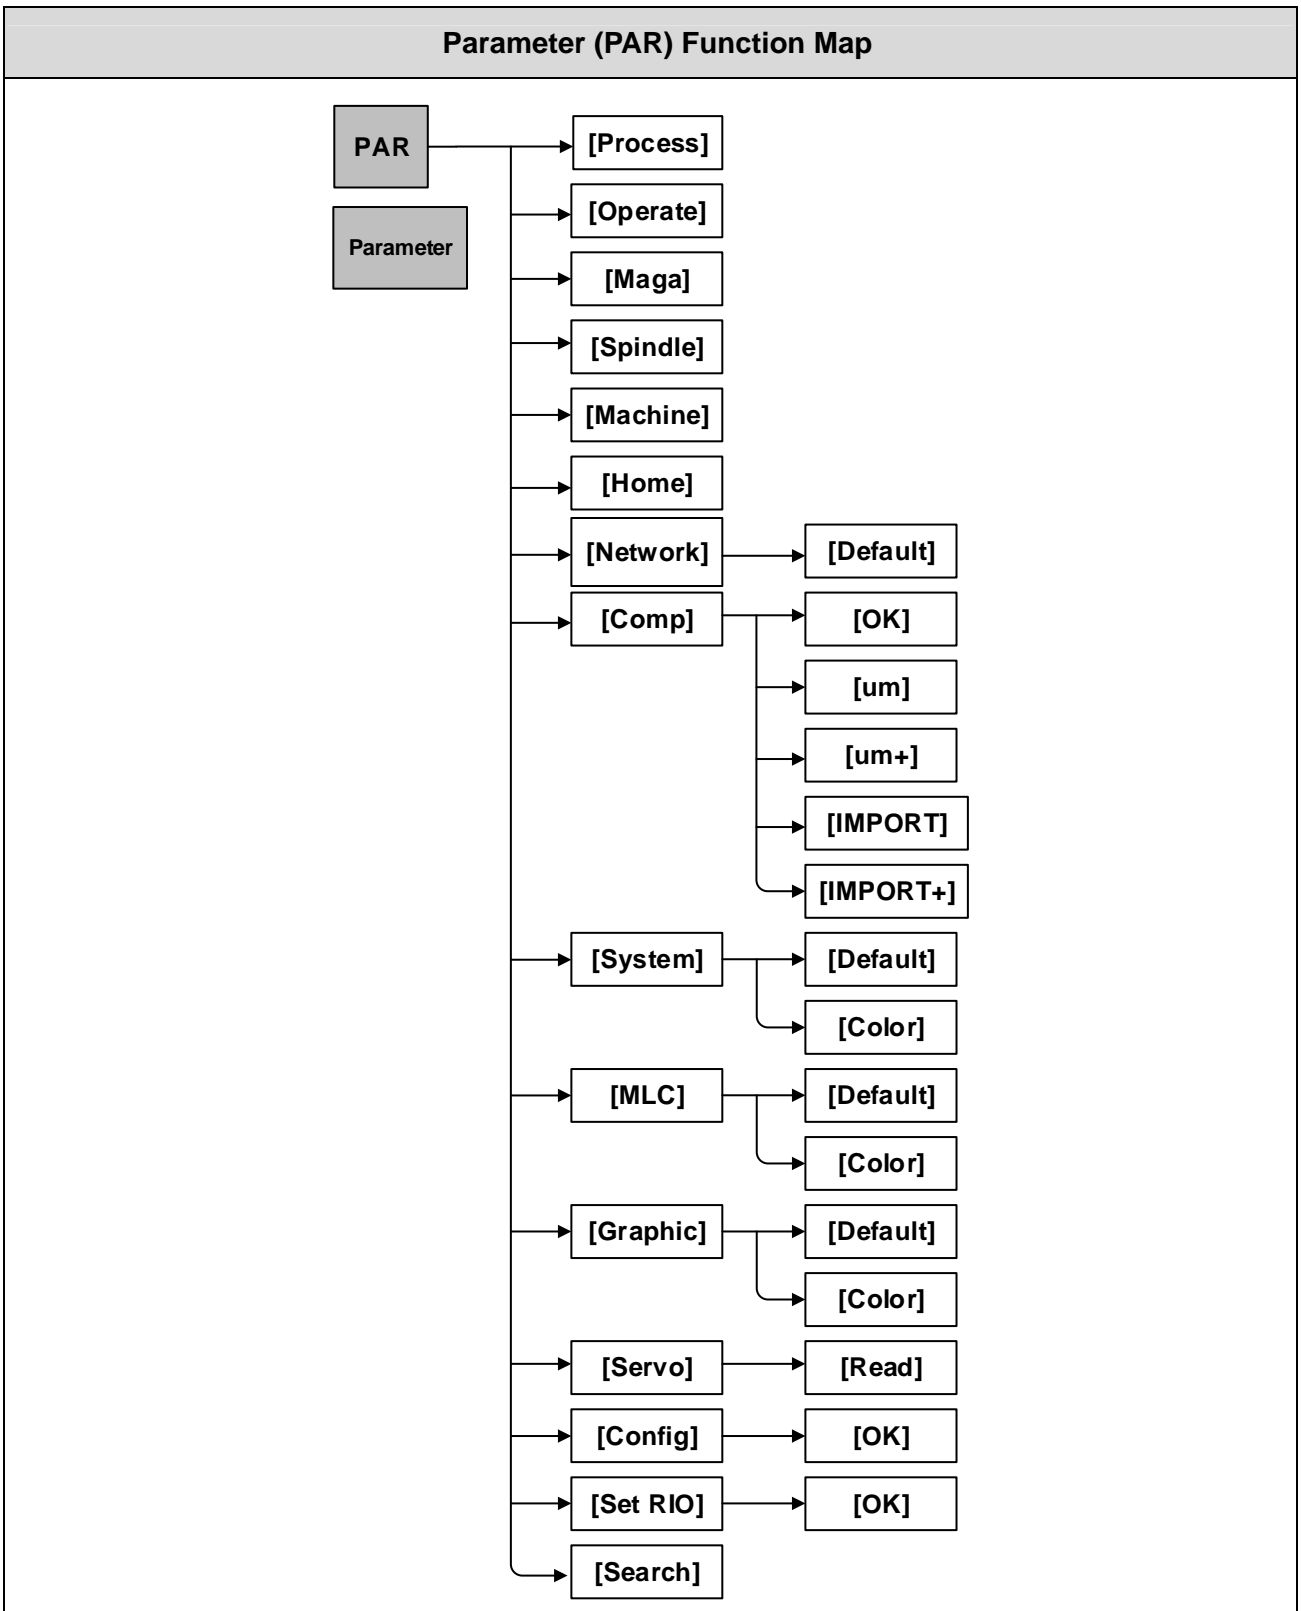 Parameter (PAR) Function Map
PAR
Parameter
[Process]
[Operate]
[Maga]
[Spindle]
[Machine]
[Home]
[Network]
[Default]
[Comp]
[OK]
[um]
[um+]
[IMPORT]
[IMPORT+]
[System]
[Default]
[Color]
[MLC]
[Default]
[Color]
[Graphic]
[Default]
[Color]
[Servo]
[Read]
[Config]
[OK]
[Set RIO]
[OK]
[Search]